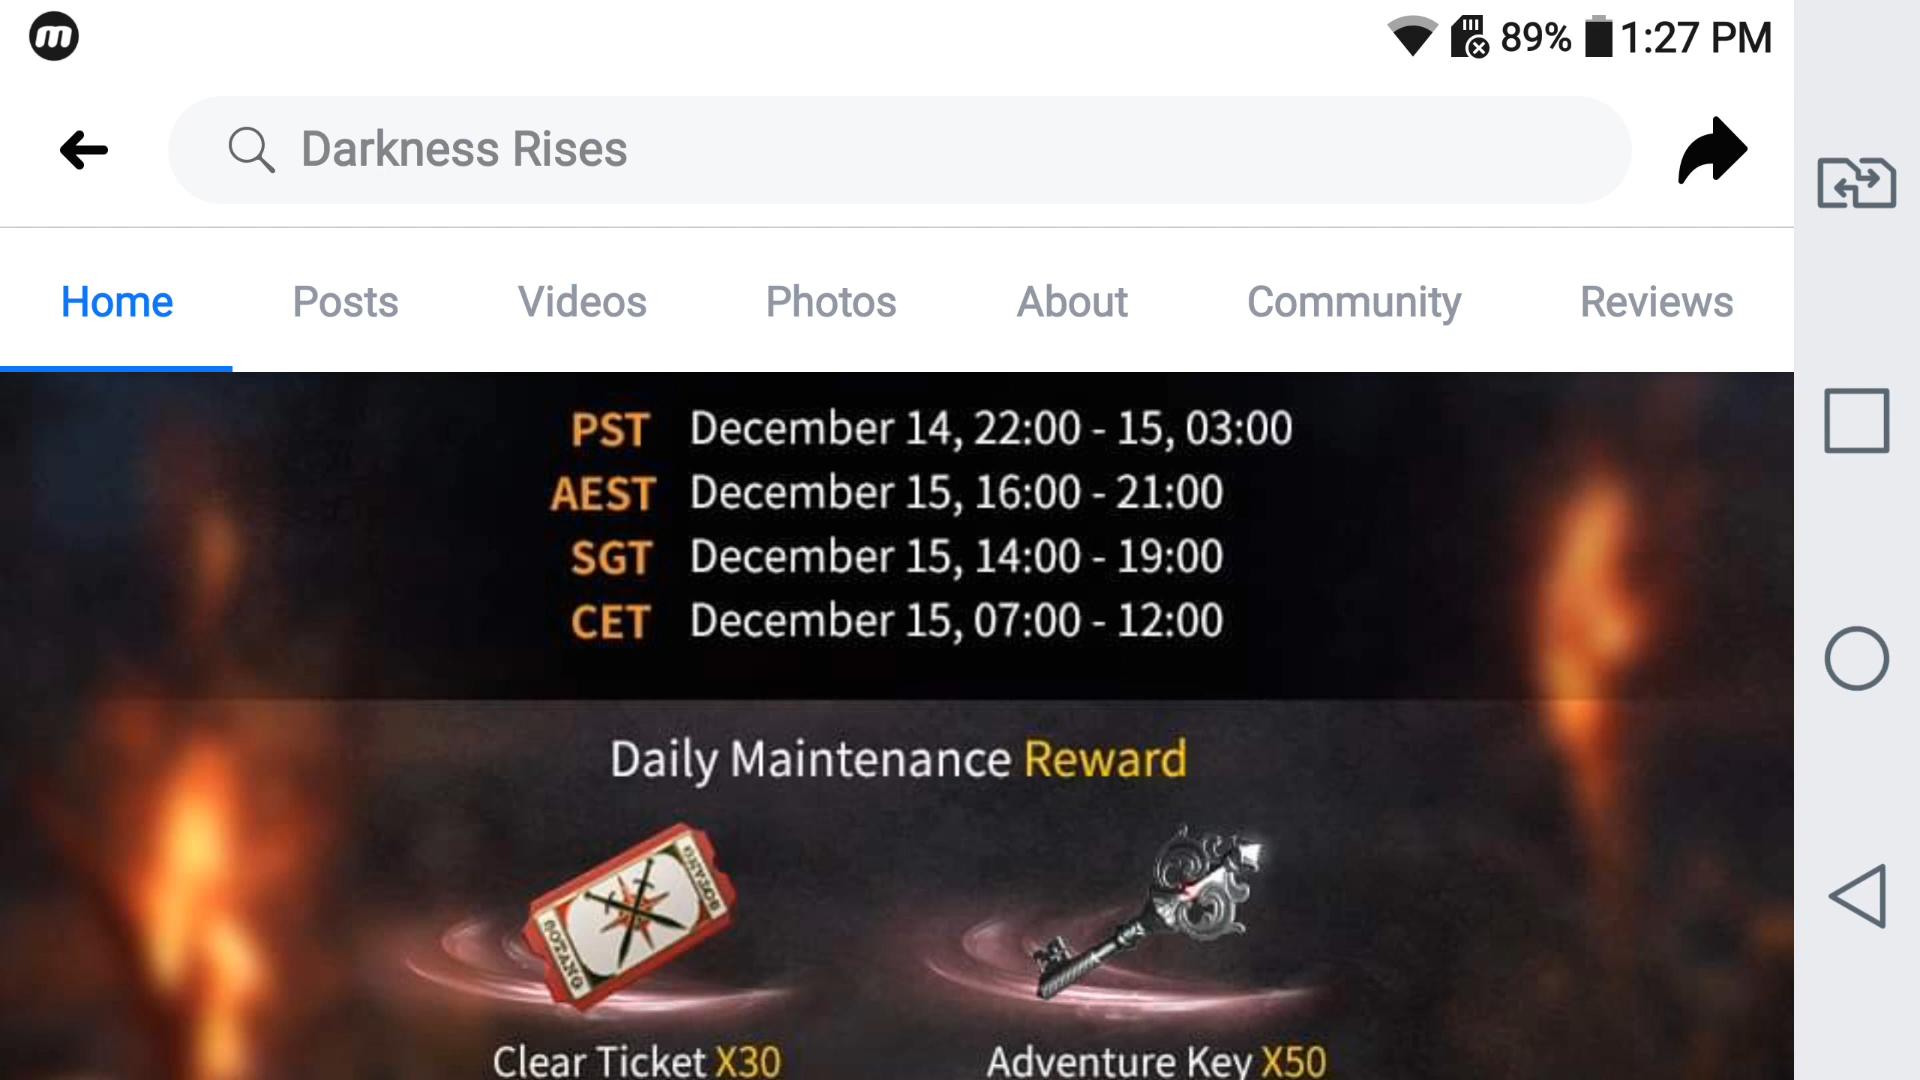 m
89% 1:27 PM
Darkness Rises
Home Posts Videos Photos About Community Reviews
PST December 14, 22:00 - 15, 03:00
AEST December 15, 16:00 - 21:00
SGT December 15, 14:00 - 19:00
CET December 15, 07:00 - 12:00
Daily Maintenance Reward
Clear Ticket X30 Adventure Key X50